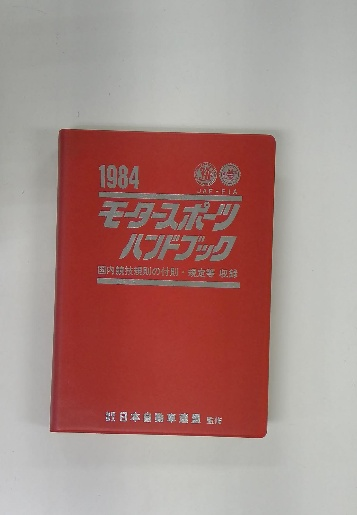 1984
JAF-FIA
モータースポーツ
ハンドブック
国内競技規則の付則・規定等 収録
日本自動車連盟 監修